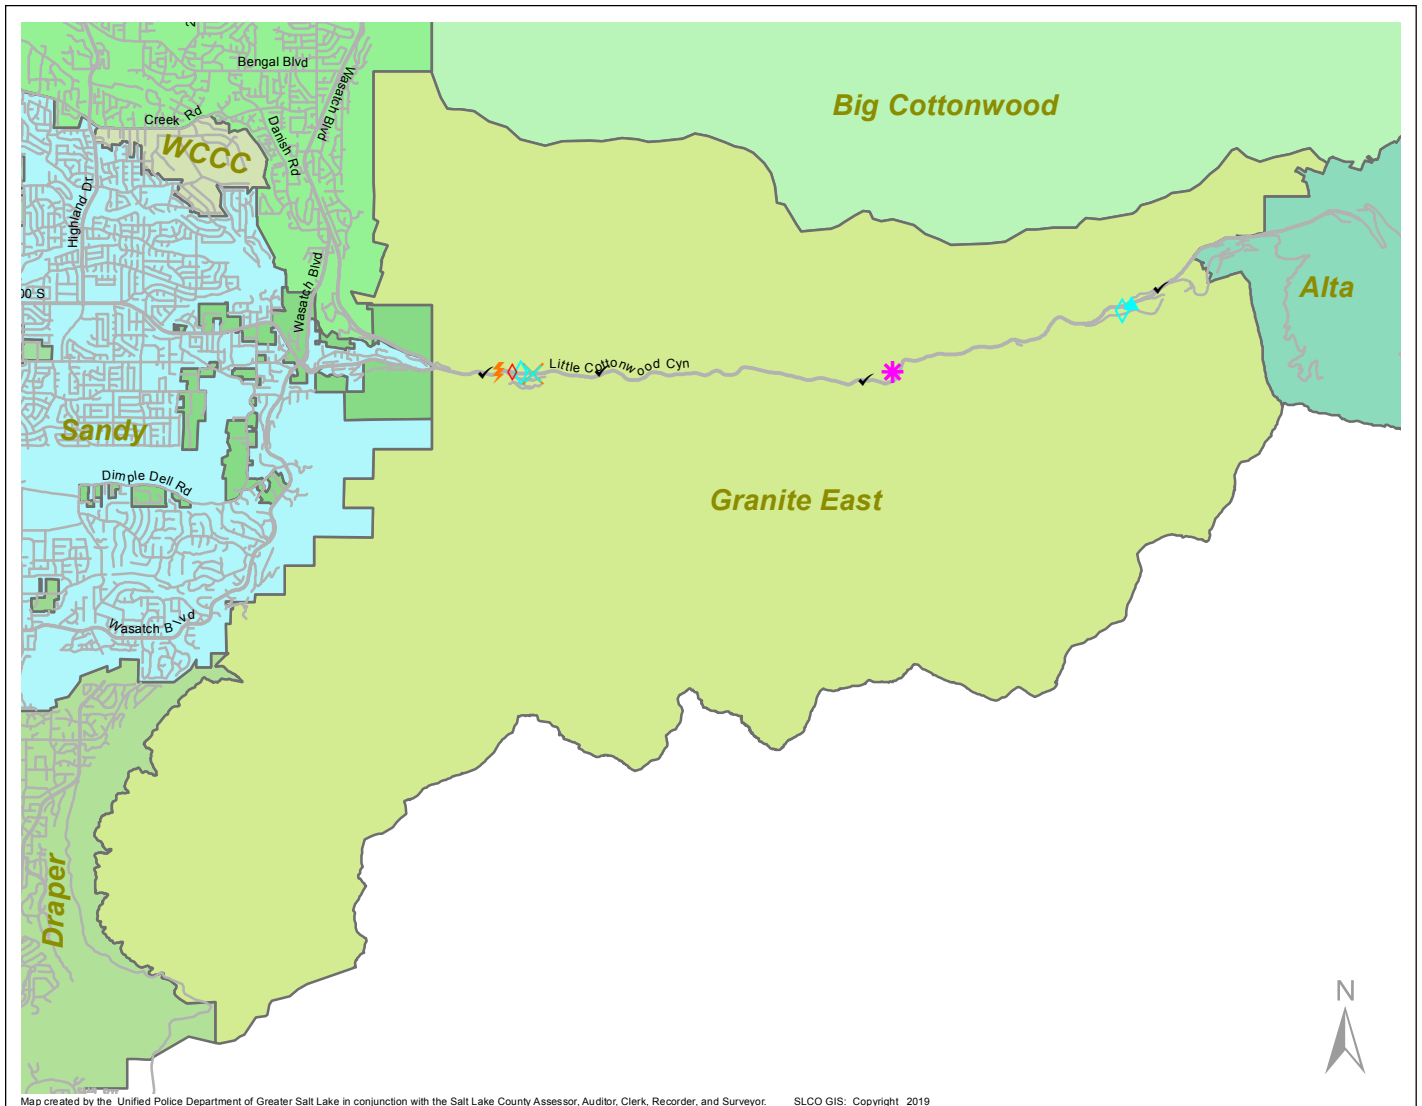 Bengal Blvd
Wasatch Blvd
Big Cottonwood
Creek Rd
Danish Rd
WCCC
Highland Dr
Wasatch Blvd
Alta
00 S
Little Cottonwood Cyn
Sandy
Dimple Dell Rd
Granite East
Wasatch Blvd
Draper
N
Map created by the Unified Police Department of Greater Salt Lake in conjunction with the Salt Lake County Assessor, Auditor, Clerk, Recorder, and Surveyor. SLCO GIS: Copyright 2019